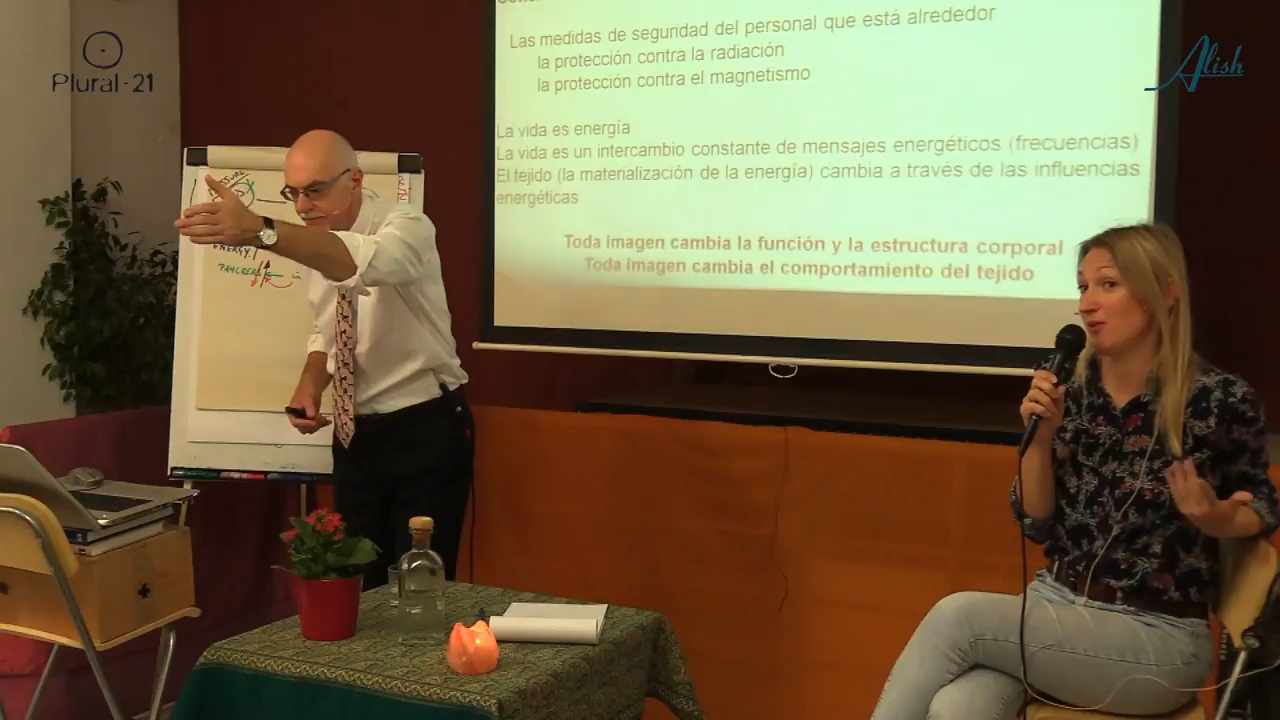 Plural-21
Alish
Las medidas de seguridad del personal que está alrededor
la protección contra la radiación
la protección contra el magnetismo
La vida es energía
La vida es un intercambio constante de mensajes energéticos (frecuencias)
El tejido (la materialización de la energía) cambia a través de las influencias
energéticas
Toda imagen cambia la función y la estructura corporal
Toda imagen cambia el comportamiento del tejido
ENERGY
PANCREAS